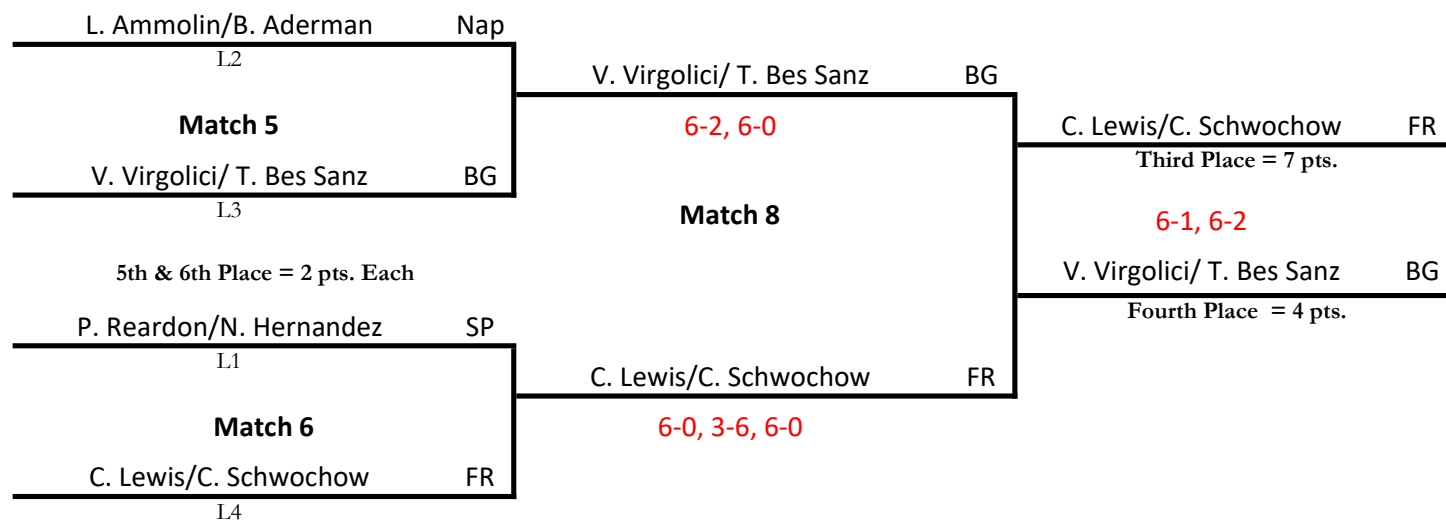 L. Ammolin/B. Aderman Nap
L2
Match 5
V. Virgolici/ T. Bes Sanz BG
L3
5th & 6th Place = 2 pts. Each
P. Reardon/N. Hernandez SP
L1
Match 6
C. Lewis/C. Schwochow FR
L4
V. Virgolici/ T. Bes Sanz BG
6-2, 6-0
Match 8
C. Lewis/C. Schwochow FR
6-0, 3-6, 6-0
C. Lewis/C. Schwochow FR
Third Place = 7 pts.
6-1, 6-2
V. Virgolici/ T. Bes Sanz BG
Fourth Place = 4 pts.